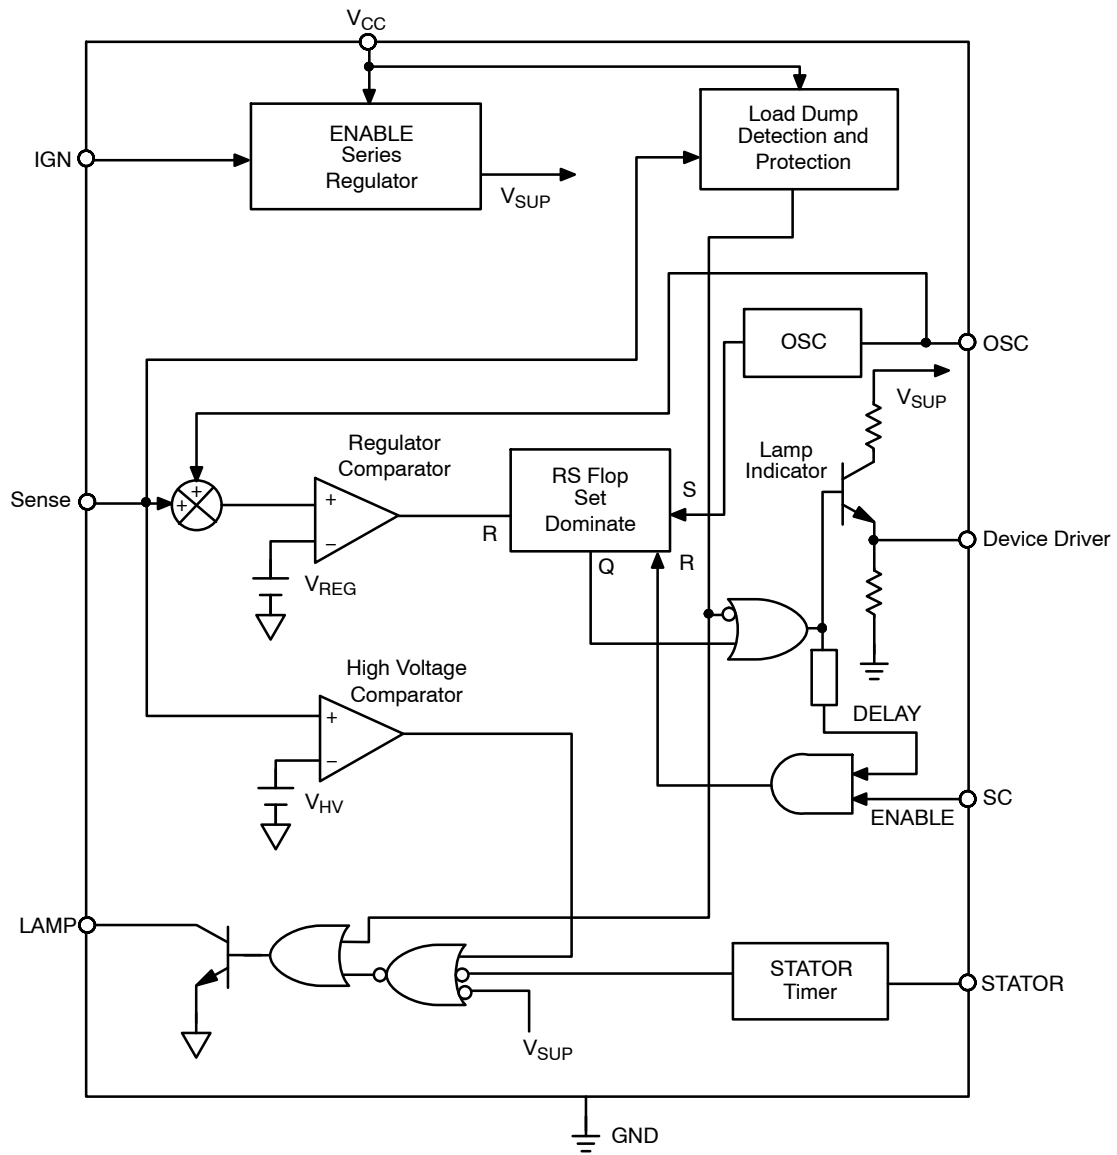 VCC
IGN
ENABLE
Series
Regulator
VSUP
Load Dump
Detection and
Protection
OSC
OSC
VSUP
Lamp
Indicator
Regulator
Comparator
Sense
+
+
+
–
VREG
R
RS Flop
Set
Dominate
S
R
Q
Device Driver
High Voltage
Comparator
+
–
VHV
DELAY
SC
ENABLE
LAMP
STATOR
Timer
STATOR
VSUP
GND